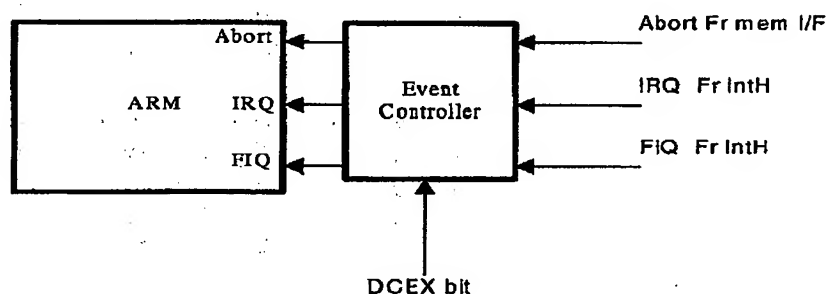 Abort
ARM
IRQ
FIQ
Event
Controller
Abort Fr mem I/F
IRQ Fr IntH
FIQ Fr IntH
DCEX bit